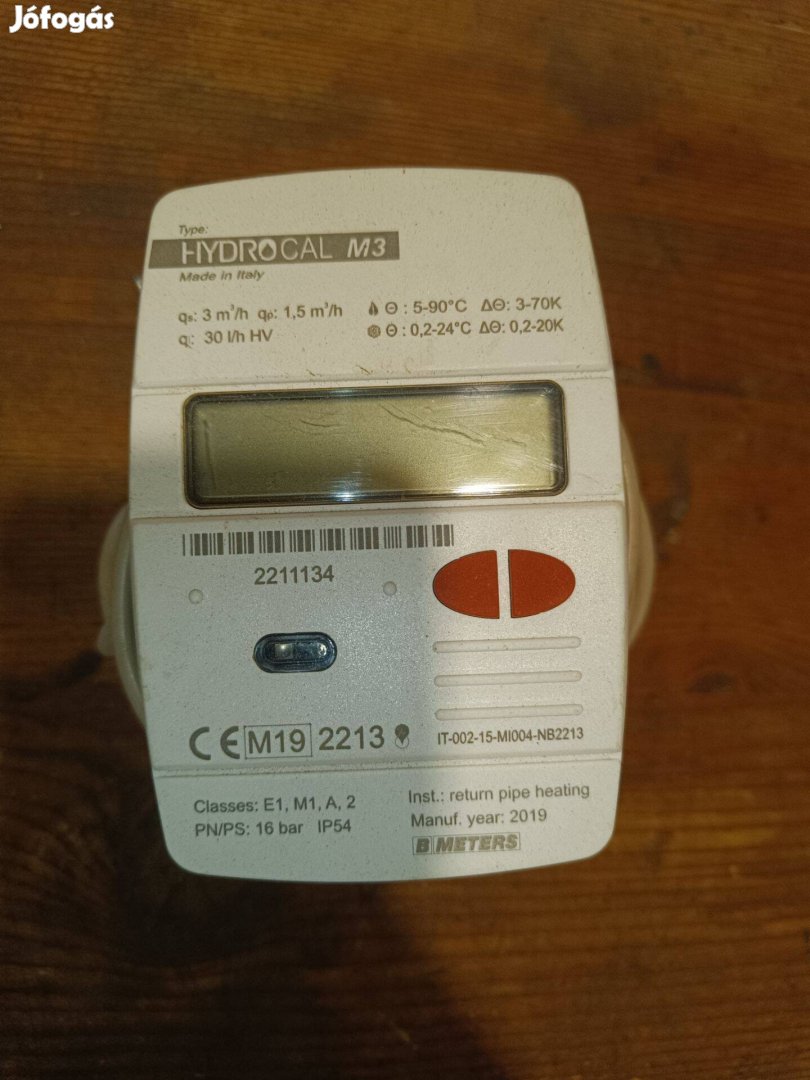 Jófogás
Type:
HYDROCAL M3
Made in Italy
qs: 3 m³/h qp: 1,5 m³/h
qi: 30 l/h HV
Θ : 5-90°C ΔΘ: 3-70K
Θ : 0,2-24°C ΔΘ: 0,2-20K
2211134
CE M19 2213
IT-002-15-MI004-NB2213
Classes: E1, M1, A, 2
PN/PS: 16 bar IP54
Inst.: return pipe heating
Manuf. year: 2019
B METERS